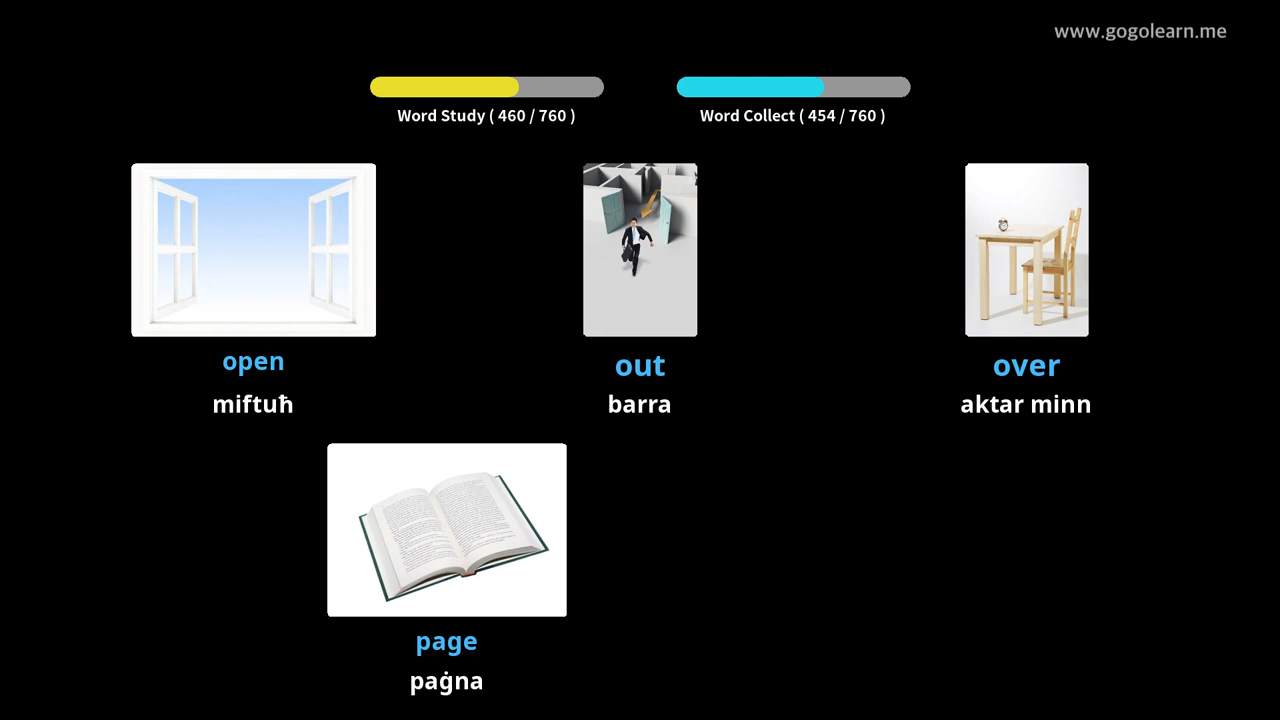 www.gogolearn.me
Word Study ( 460 / 760 )
Word Collect ( 454 / 760 )
open
out
over
miftuħ
barra
aktar minn
page
paġna